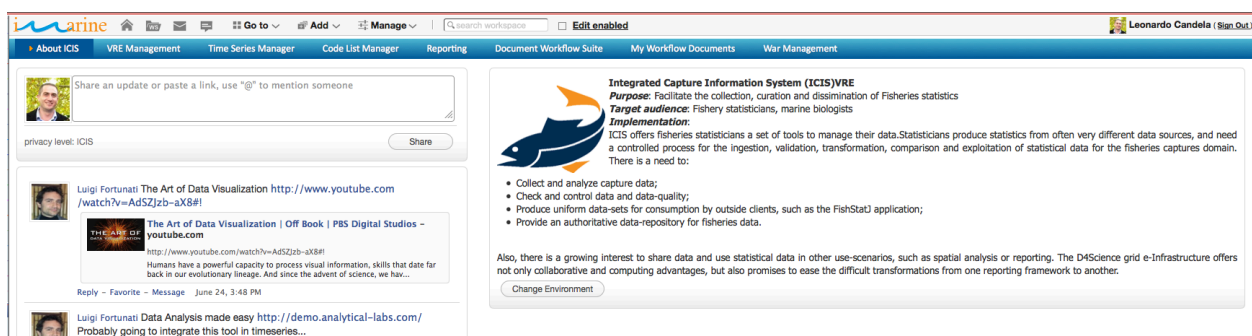 iMarine Go to Add Manage search workspace Edit enabled Leonardo Candela ( Sign Out )
About ICIS VRE Management Time Series Manager Code List Manager Reporting Document Workflow Suite My Workflow Documents War Management
Share an update or paste a link, use "@" to mention someone
privacy level: ICIS Share
Luigi Fortunati The Art of Data Visualization http://www.youtube.com
/watch?v=AdSZJzb-aX8#!
THE ART OF
DATA VISUALIZATION
The Art of Data Visualization | Off Book | PBS Digital Studios –
youtube.com
http://www.youtube.com/watch?v=AdSZJzb-aX8#!
Humans have a powerful capacity to process visual information, skills that date far
back in our evolutionary lineage. And since the advent of science, we hav...
Reply – Favorite – Message June 24, 3:48 PM
Luigi Fortunati Data Analysis made easy http://demo.analytical-labs.com/
Probably going to integrate this tool in timeseries...
Integrated Capture Information System (ICIS)VRE
Purpose: Facilitate the collection, curation and dissimination of Fisheries statistics
Target audience: Fishery statisticians, marine biologists
Implementation:
ICIS offers fisheries statisticians a set of tools to manage their data.Statisticians produce statistics from often very different data sources, and need
a controlled process for the ingestion, validation, transformation, comparison and exploitation of statistical data for the fisheries captures domain.
There is a need to:
• Collect and analyze capture data;
• Check and control data and data-quality;
• Produce uniform data-sets for consumption by outside clients, such as the FishStatJ application;
• Provide an authoritative data-repository for fisheries data.
Also, there is a growing interest to share data and use statistical data in other use-scenarios, such as spatial analysis or reporting. The D4Science grid e-Infrastructure offers
not only collaborative and computing advantages, but also promises to ease the difficult transformations from one reporting framework to another.
Change Environment